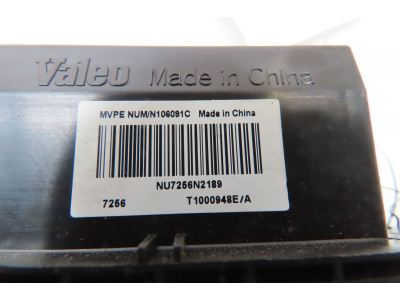 Valeo Made in China
MVPE NUM/N106091C Made in China
NU7256N2189
7256 T1000948E/A